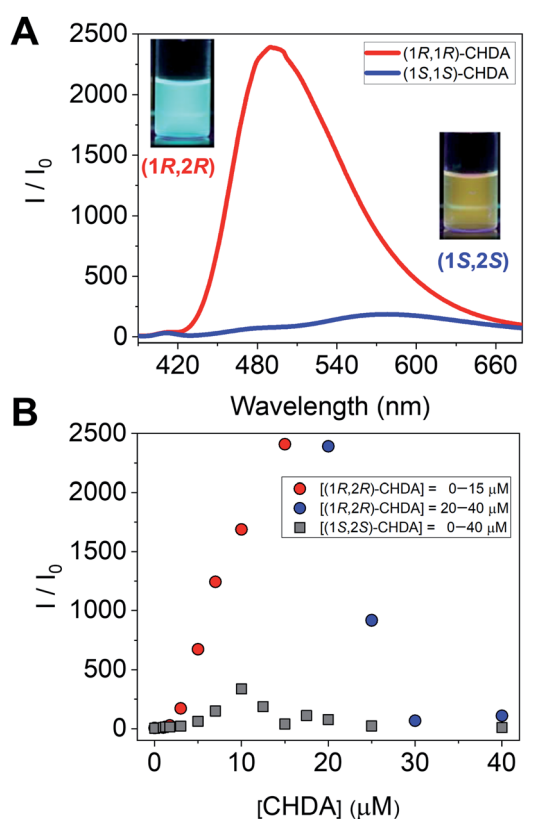 A
2500
2000
1500
1000
500
0
I / I0
(1R,1R)-CHDA
(1S,1S)-CHDA
(1R,2R)
(1S,2S)
420
480
540
600
660
Wavelength (nm)
B
2500
2000
1500
1000
500
0
I / I0
[(1R,2R)-CHDA] = 0−15 μM
[(1R,2R)-CHDA] = 20−40 μM
[(1S,2S)-CHDA] = 0−40 μM
0
10
20
30
40
[CHDA] (μM)